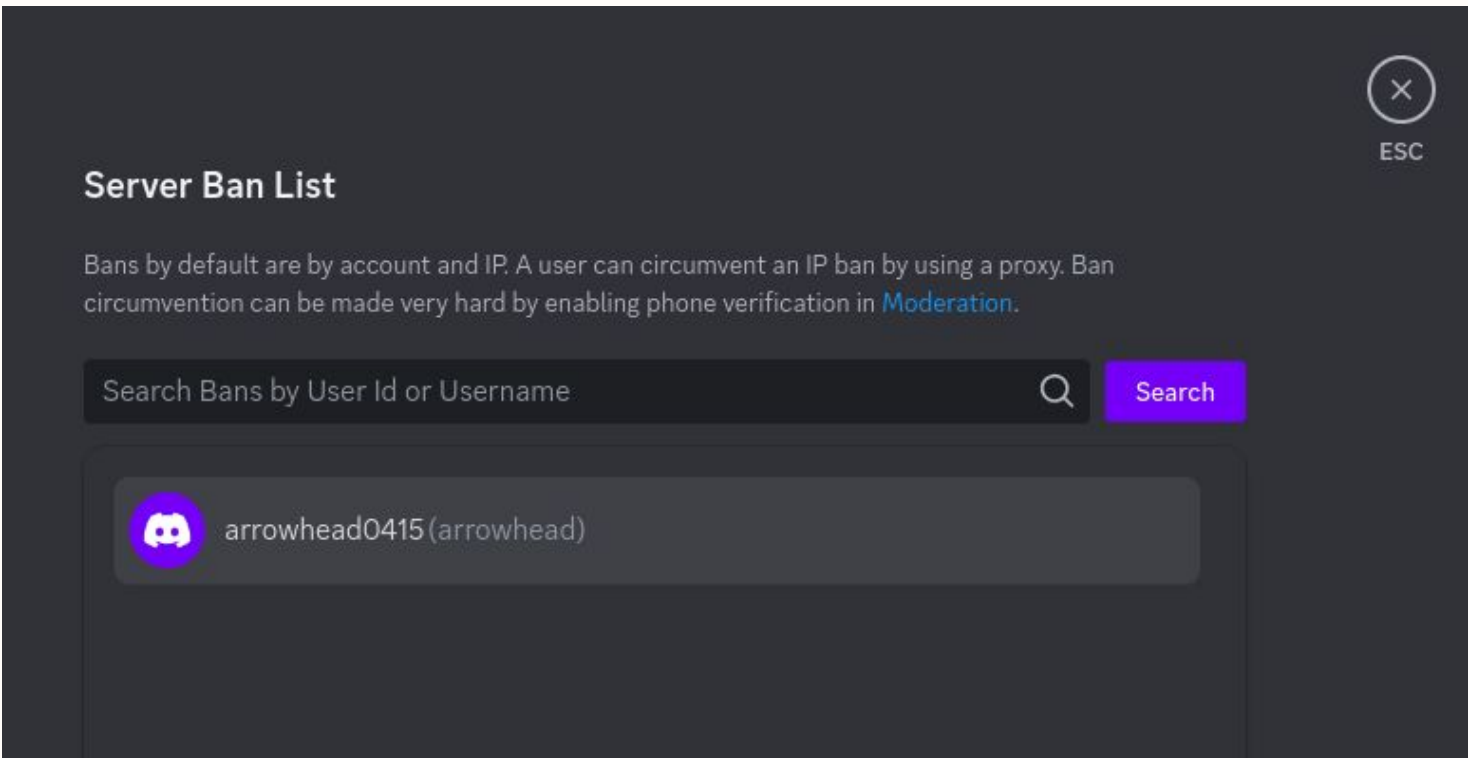 ESC
Server Ban List
Bans by default are by account and IP. A user can circumvent an IP ban by using a proxy. Ban
circumvention can be made very hard by enabling phone verification in Moderation.
Search Bans by User Id or Username
Search
arrowhead0415(arrowhead)